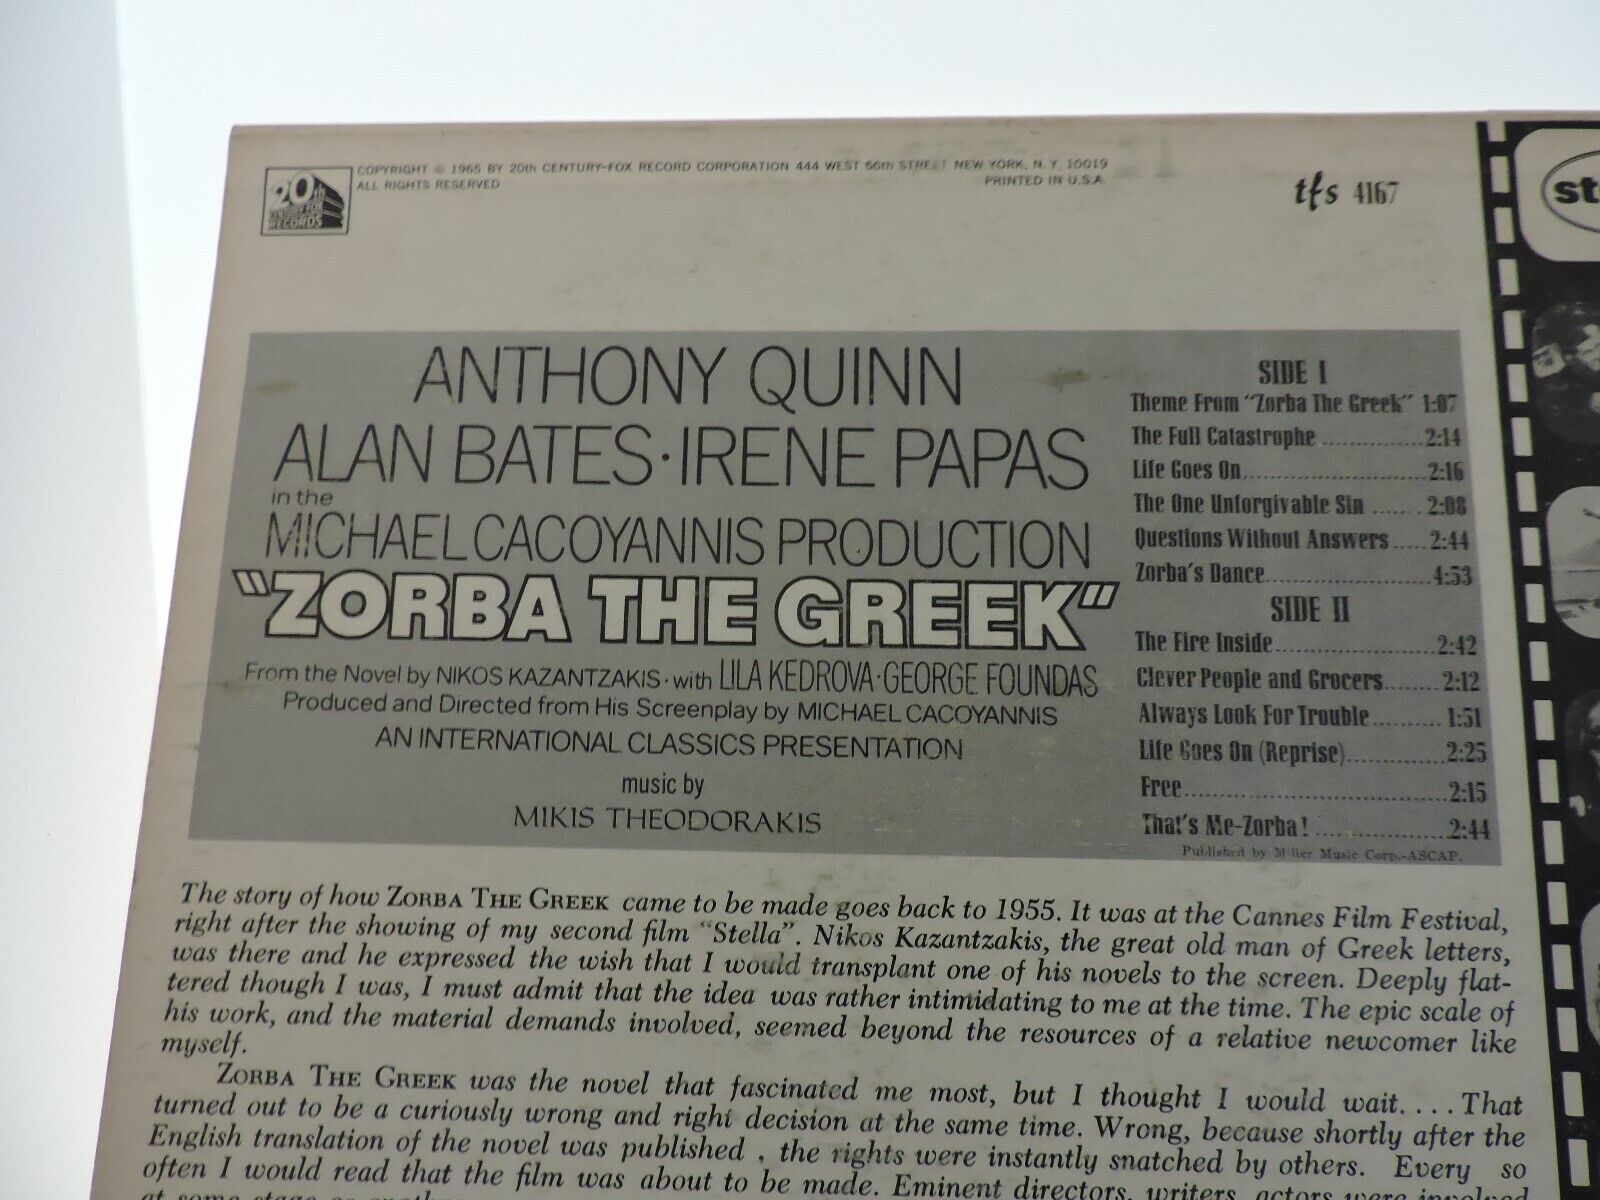 20th
CENTURY FOX
RECORDS
COPYRIGHT © 1965 BY 20th CENTURY-FOX RECORD CORPORATION 444 WEST 56th STREET NEW YORK, N. Y. 10019
ALL RIGHTS RESERVED
PRINTED IN U.S.A.
tfs 4167
ANTHONY QUINN
ALAN BATES·IRENE PAPAS
in the
MICHAEL CACOYANNIS PRODUCTION
"ZORBA THE GREEK"
From the Novel by NIKOS KAZANTZAKIS·with LILA KEDROVA·GEORGE FOUNDAS
Produced and Directed from His Screenplay by MICHAEL CACOYANNIS
AN INTERNATIONAL CLASSICS PRESENTATION
music by
MIKIS THEODORAKIS
SIDE I
Theme From "Zorba The Greek" 1:07
The Full Catastrophe ............... 2:14
Life Goes On........................... 2:16
The One Unforgivable Sin ....... 2:08
Questions Without Answers ..... 2:44
Zorba's Dance........................ 4:53
SIDE II
The Fire Inside....................... 2:42
Clever People and Grocers........ 2:12
Always Look For Trouble .......... 1:51
Life Goes On (Reprise).............. 2:25
Free....................................... 2:15
That's Me-Zorba! ................... 2:44
Published by Miller Music Corp.-ASCAP.
The story of how ZORBA THE GREEK came to be made goes back to 1955. It was at the Cannes Film Festival,
right after the showing of my second film "Stella". Nikos Kazantzakis, the great old man of Greek letters,
was there and he expressed the wish that I would transplant one of his novels to the screen. Deeply flat-
tered though I was, I must admit that the idea was rather intimidating to me at the time. The epic scale of
his work, and the material demands involved, seemed beyond the resources of a relative newcomer like
myself.
ZORBA THE GREEK was the novel that fascinated me most, but I thought I would wait. . . . That
turned out to be a curiously wrong and right decision at the same time. Wrong, because shortly after the
English translation of the novel was published , the rights were instantly snatched by others. Every so
often I would read that the film was about to be made. Eminent directors, writers, actors were involved
at some stage or